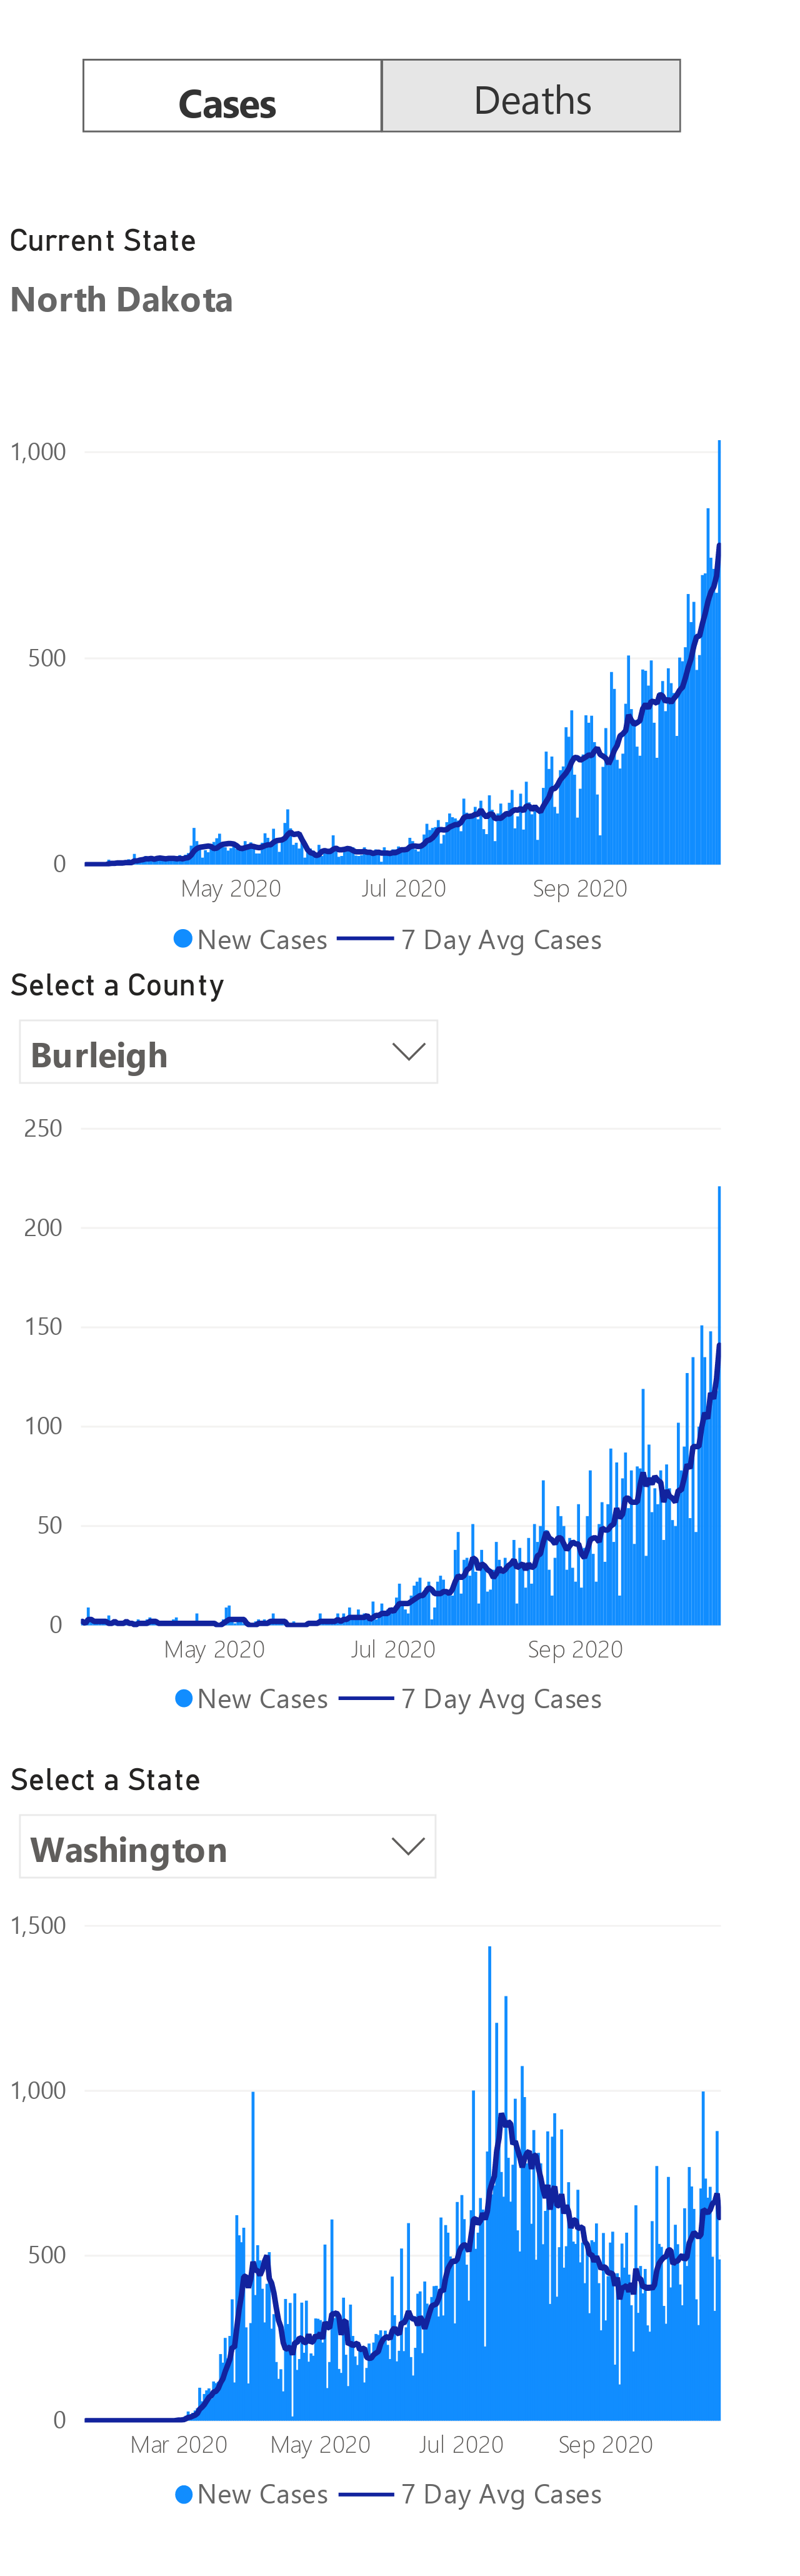 Cases Deaths
Current State
North Dakota
1,000
500
0
May 2020 Jul 2020 Sep 2020
New Cases 7 Day Avg Cases
Select a County
Burleigh
250
200
150
100
50
0
May 2020 Jul 2020 Sep 2020
New Cases 7 Day Avg Cases
Select a State
Washington
1,500
1,000
500
0
Mar 2020 May 2020 Jul 2020 Sep 2020
New Cases 7 Day Avg Cases